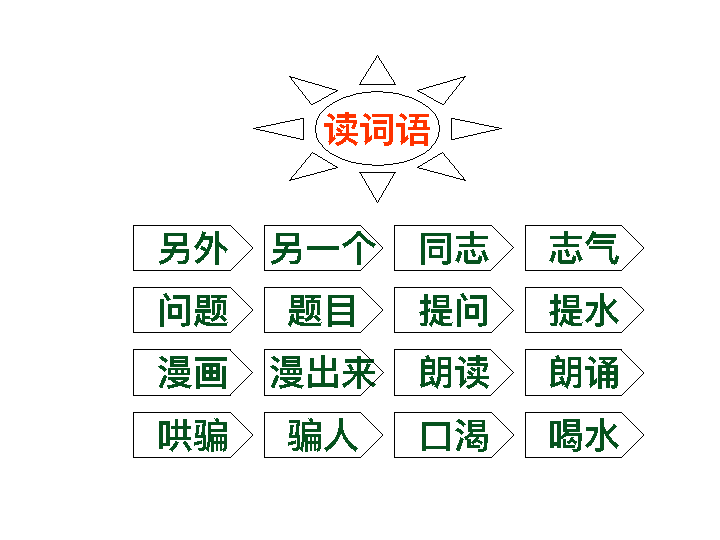 读词语
另外 另一个 同志 志气
问题 题目 提问 提水
漫画 漫出来 朗读 朗诵
哄骗 骗人 口渴 喝水